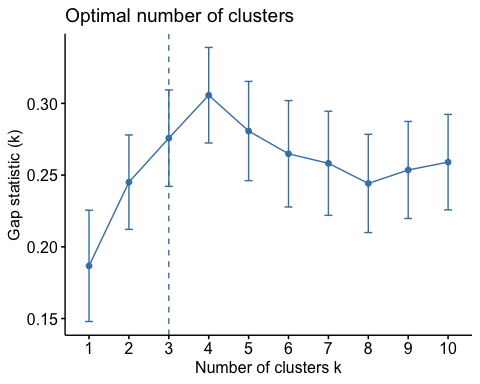 Optimal number of clusters
Gap statistic (k)
0.30
0.25
0.20
0.15
1 2 3 4 5 6 7 8 9 10
Number of clusters k